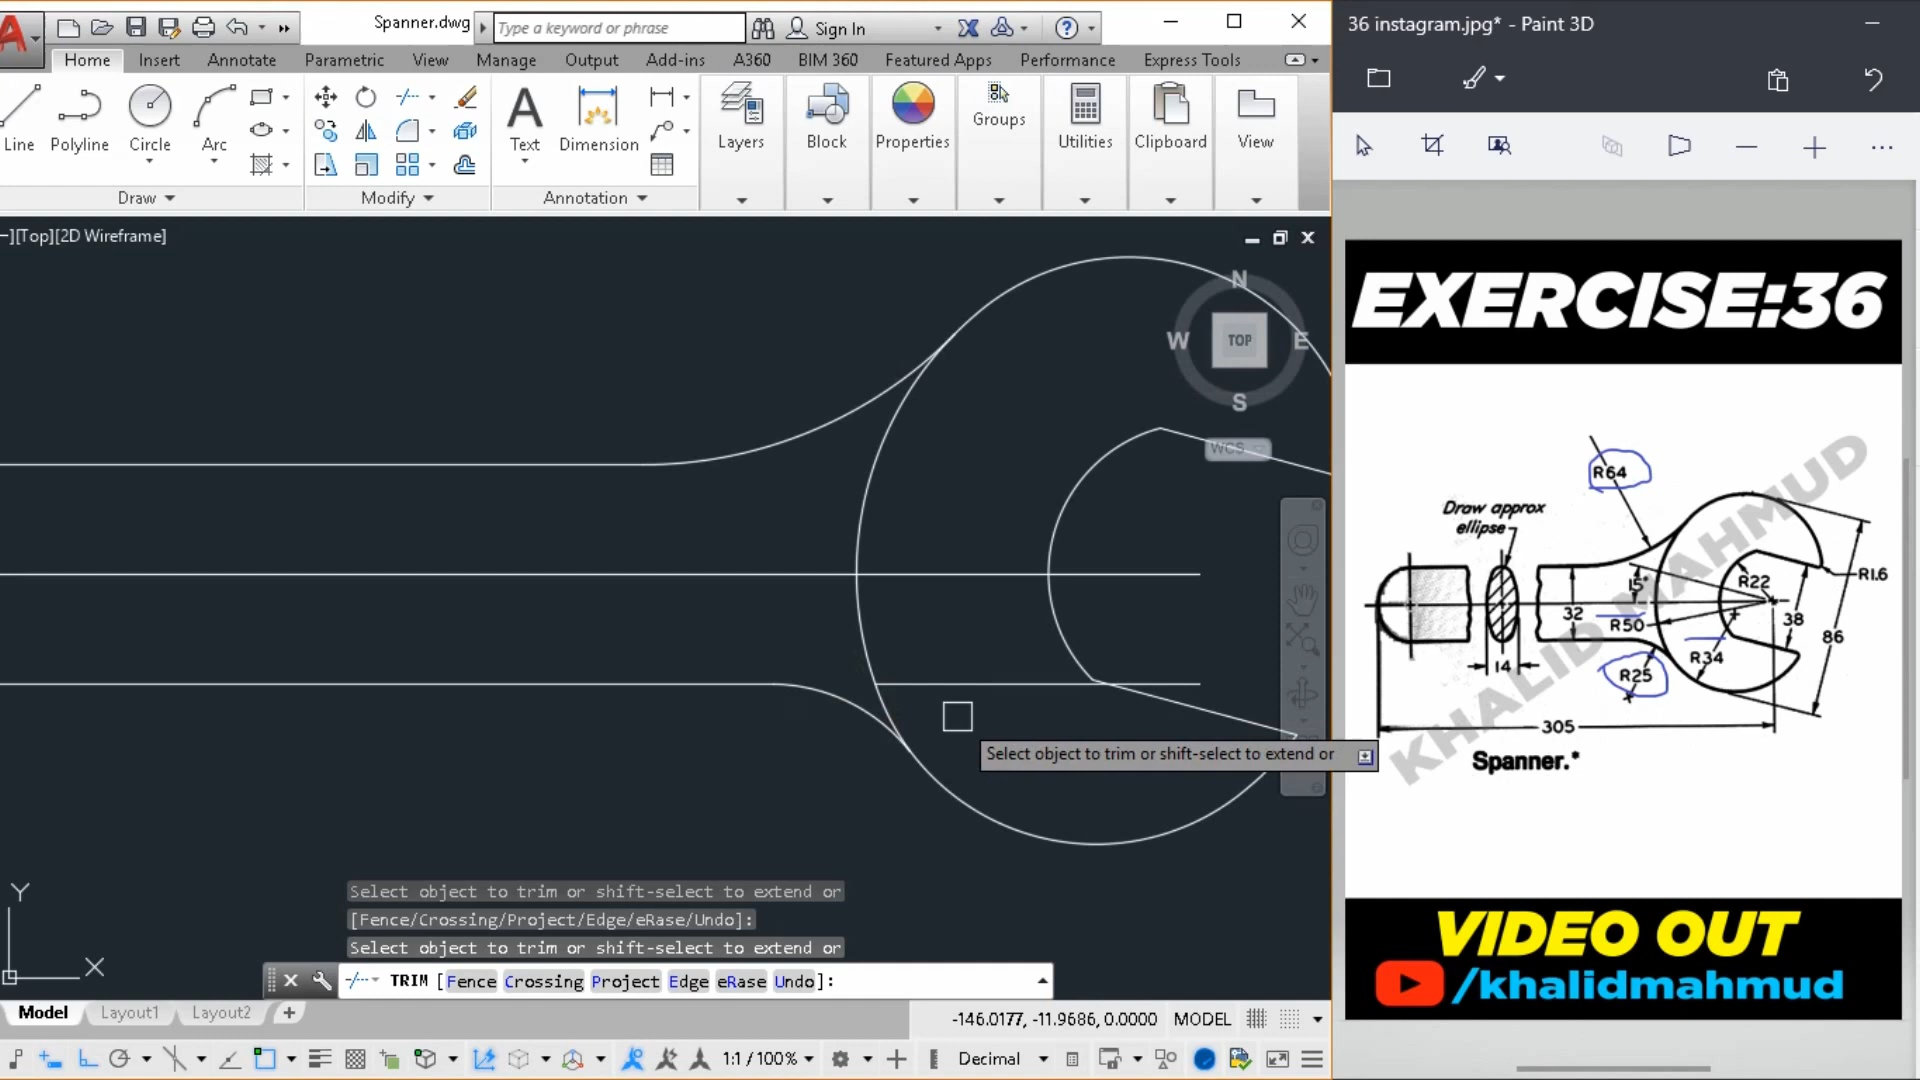 Spanner.dwg
Type a keyword or phrase
Sign In
36 instagram.jpg* - Paint 3D
Home Insert Annotate Parametric View Manage Output Add-ins A360 BIM 360 Featured Apps Performance Express Tools
Line Polyline Circle Arc Text Dimension Layers Block Properties Groups Utilities Clipboard View
Draw Modify Annotation
–][Top][2D Wireframe]
N
W TOP E
S
WCS
Select object to trim or shift-select to extend or
Y
X
Select object to trim or shift-select to extend or
[Fence/Crossing/Project/Edge/eRase/Undo]:
Select object to trim or shift-select to extend or
TRIM [Fence Crossing Project Edge eRase Undo]:
Model Layout1 Layout2
-146.0177, -11.9686, 0.0000 MODEL
1:1 / 100% Decimal
EXERCISE:36
R64
Draw approx
ellipse
15°
R22
R1.6
32
R50
38
86
R34
14
R25
305
Spanner.*
KHALID MAHMUD
VIDEO OUT
/khalidmahmud